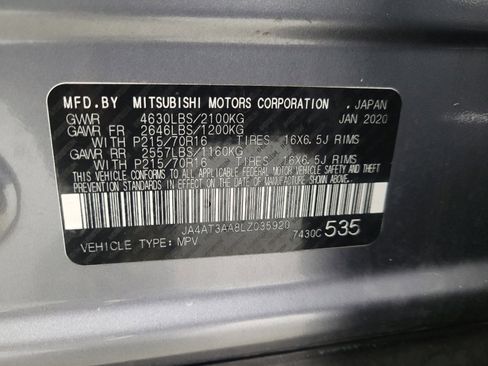 MFD.BY MITSUBISHI MOTORS CORPORATION , JAPAN
GVWR 4630LBS/2100KG JAN 2020
GAWR FR 2646LBS/1200KG
WITH P215/70R16 TIRES 16X6.5J RIMS
GAWR RR 2557LBS/1160KG
WITH P215/70R16 TIRES 16X6.5J RIMS
THIS VEHICLE CONFORMS TO ALL APPLICABLE FEDERAL MOTOR VEHICLE SAFETY
AND THEFT PREVENTION STANDARDS IN EFFECT ON THE DATE OF MANUFACTURE SHOWN ABOVE.
JA4AT3AA8LZ035920
VEHICLE TYPE: MPV 7430C 535